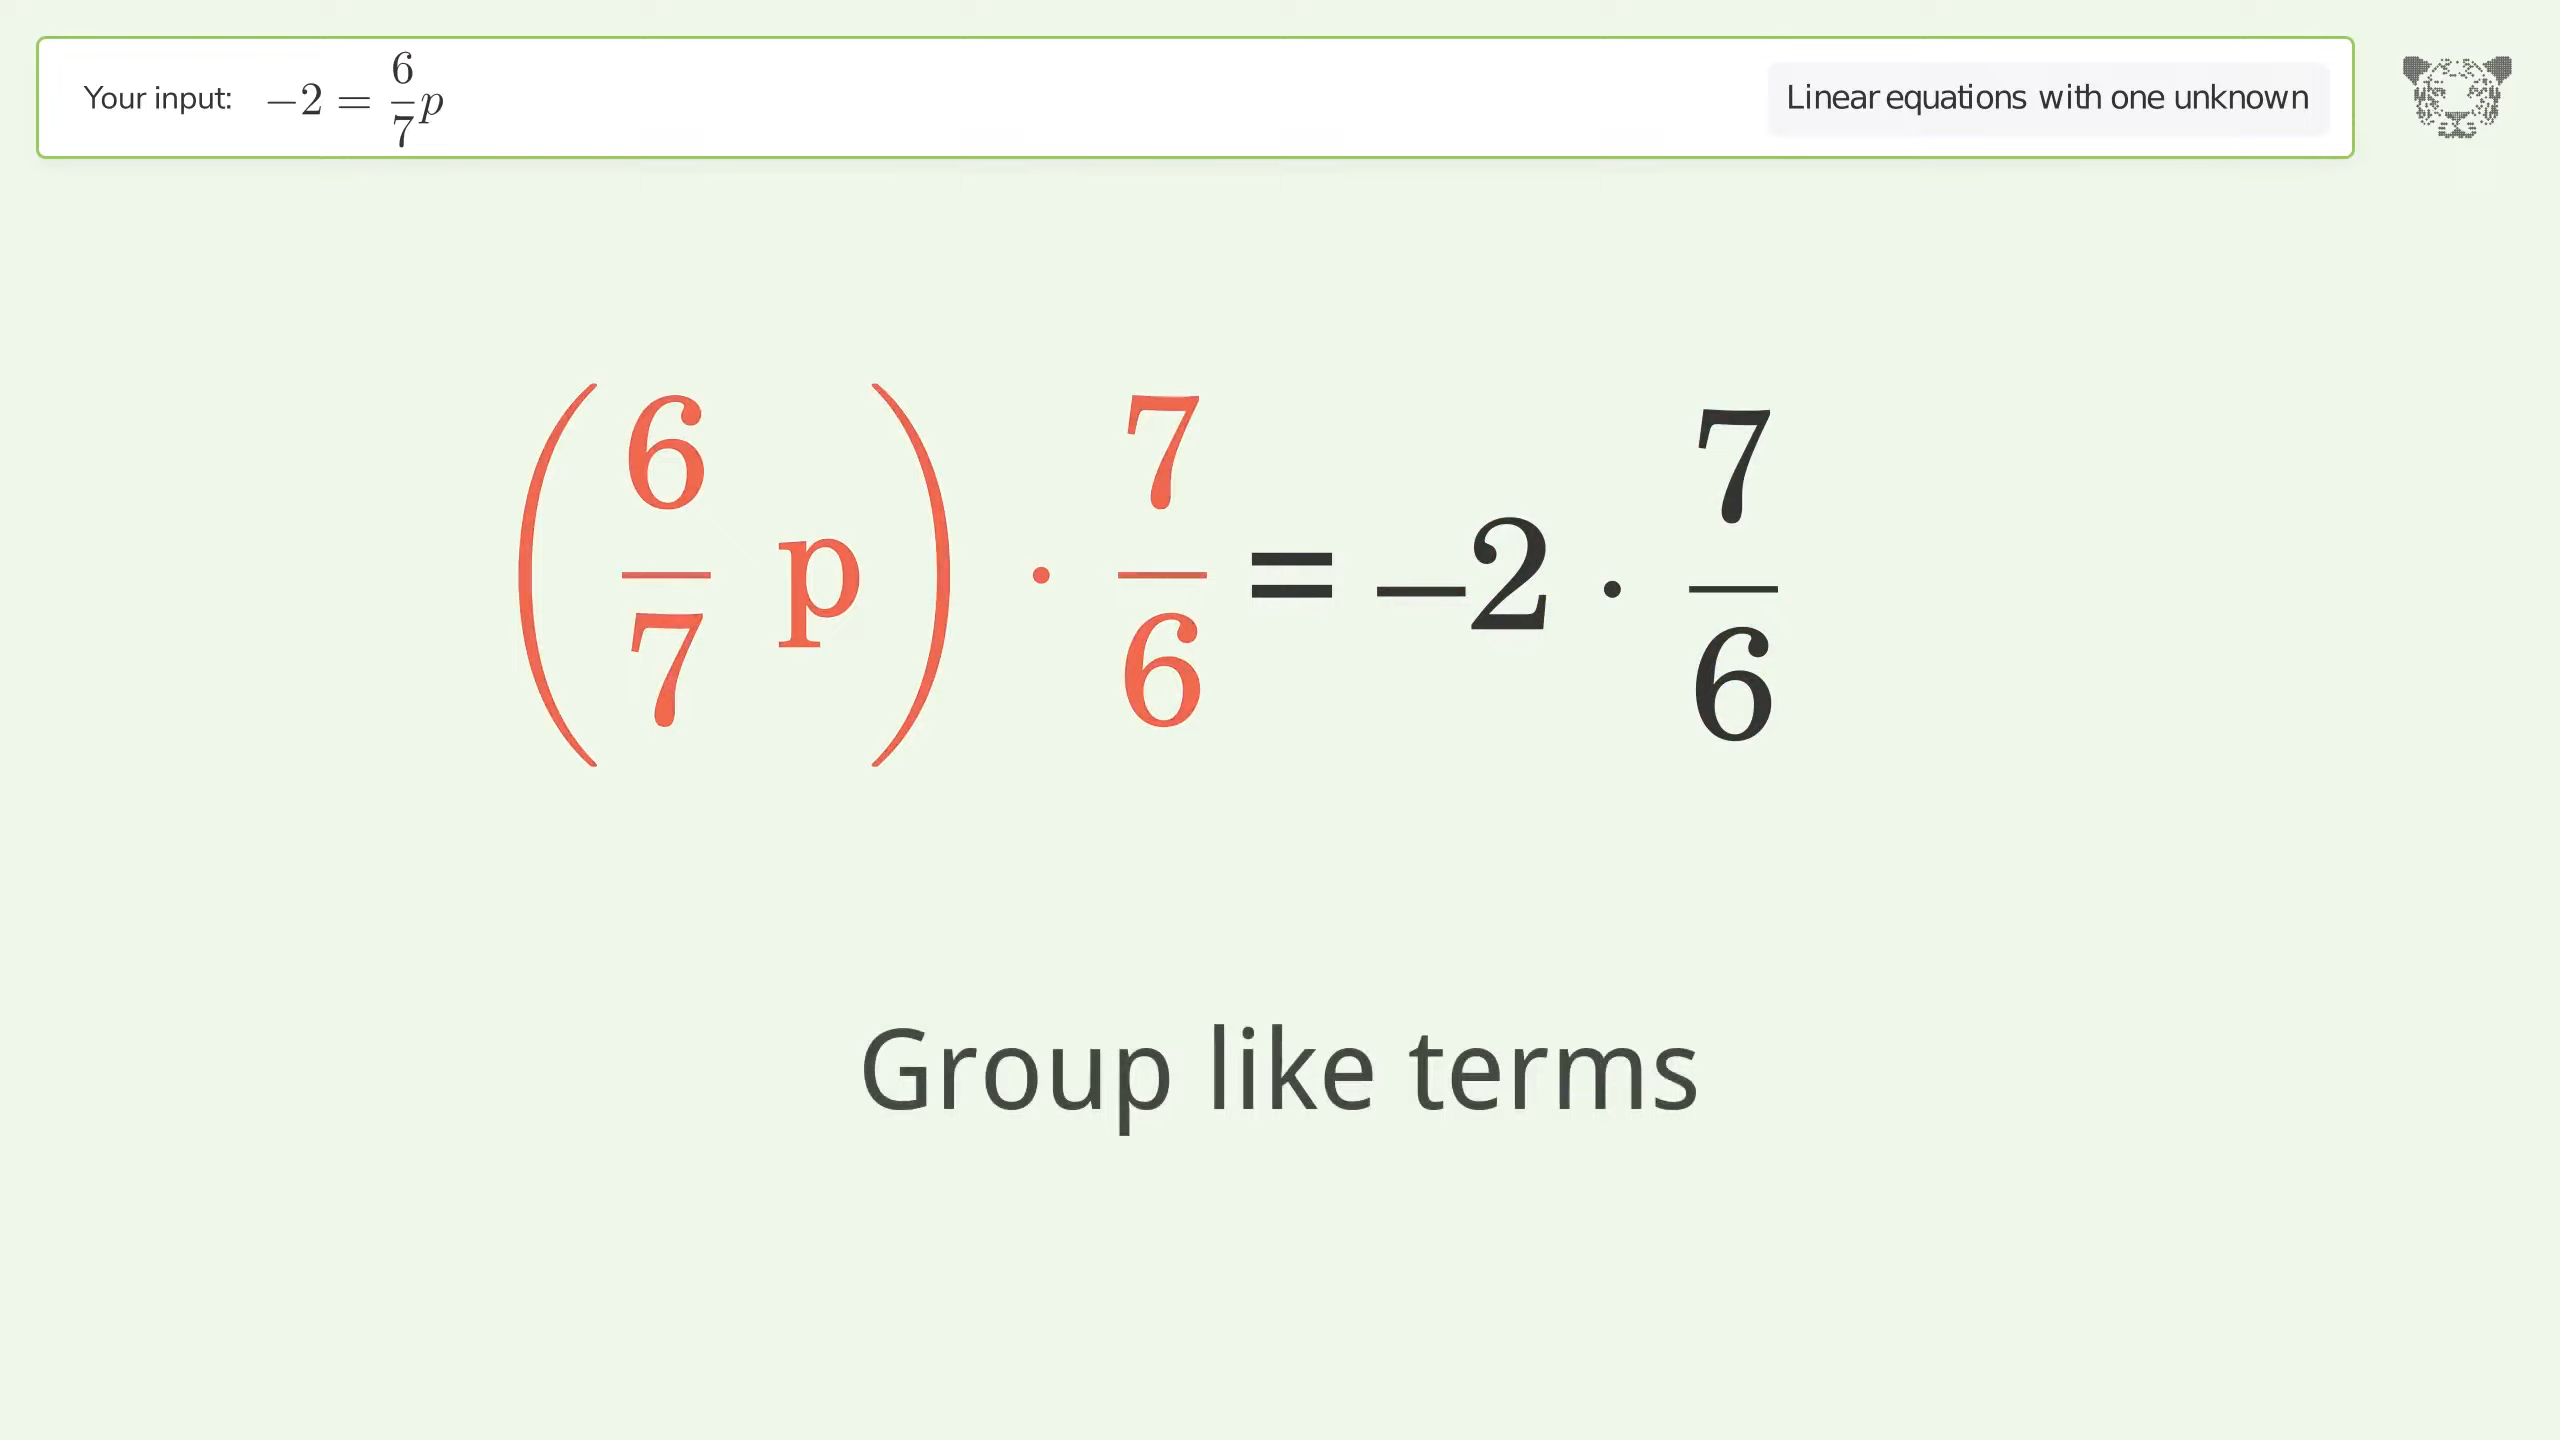 Your input: −2 = 6/7 p
Linear equations with one unknown
(6/7 p) · 7/6 = −2 · 7/6
Group like terms